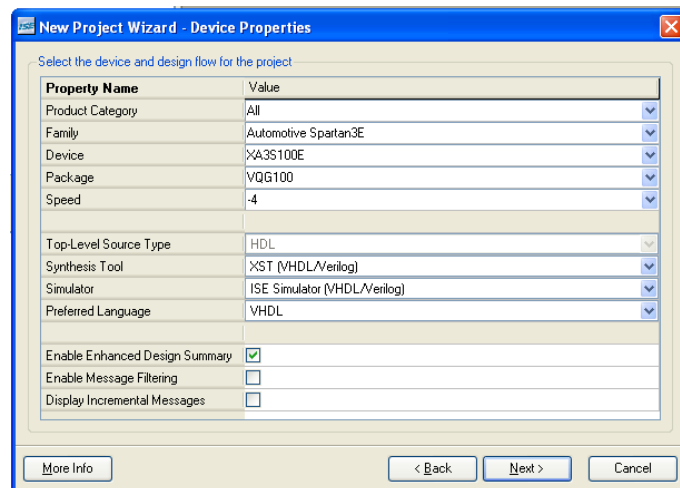 ISE New Project Wizard - Device Properties
Select the device and design flow for the project
Property Name Value
Product Category All
Family Automotive Spartan3E
Device XA3S100E
Package VQG100
Speed -4
Top-Level Source Type HDL
Synthesis Tool XST (VHDL/Verilog)
Simulator ISE Simulator (VHDL/Verilog)
Preferred Language VHDL
Enable Enhanced Design Summary
Enable Message Filtering
Display Incremental Messages
More Info < Back Next > Cancel